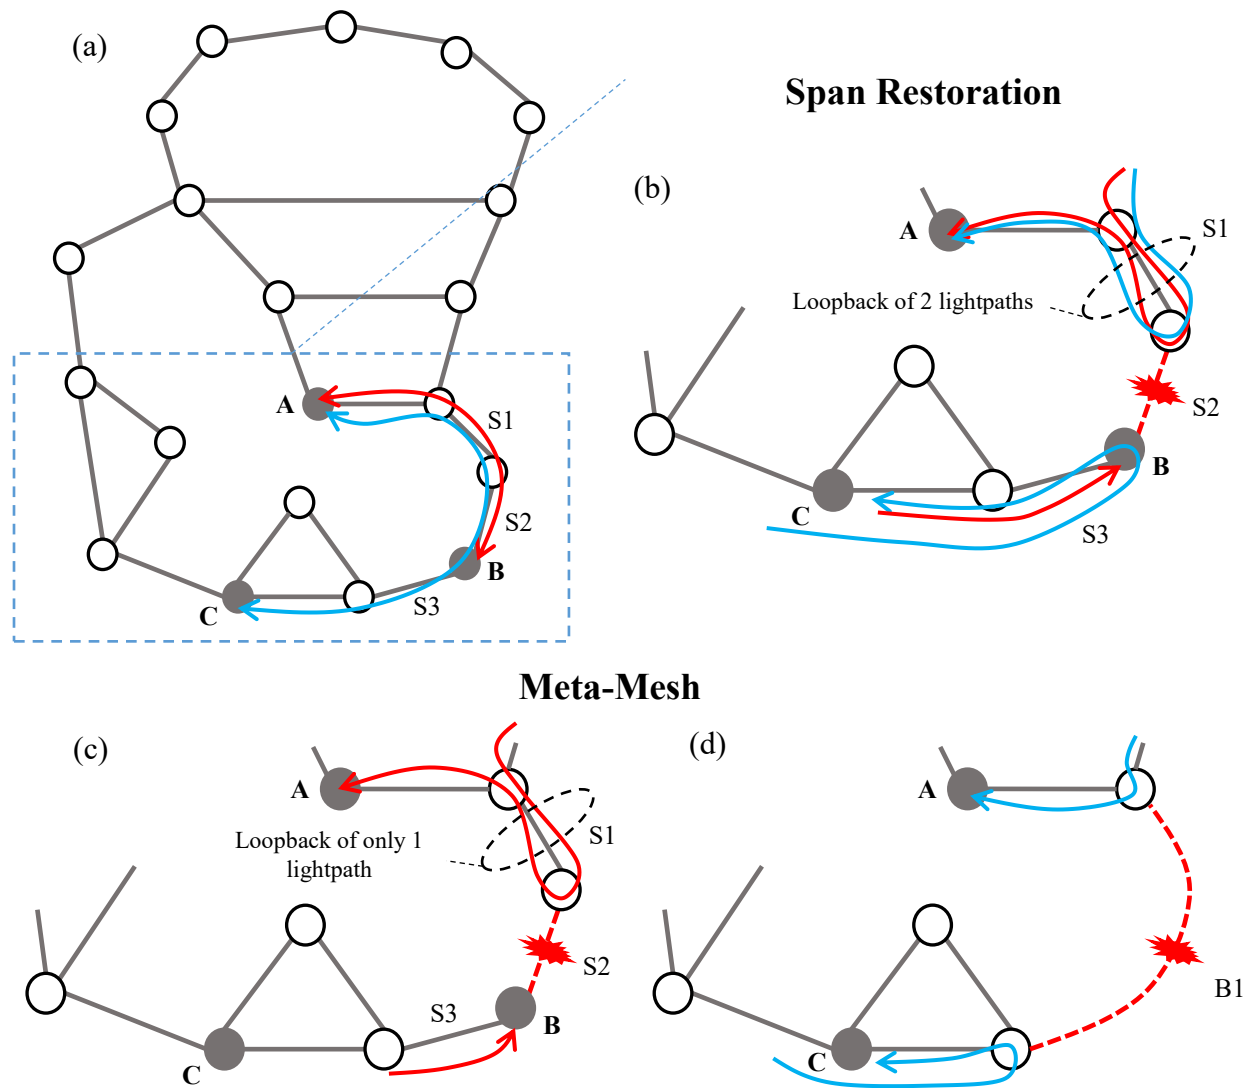 (a)
A
S1
S2
B
S3
C
Span Restoration
(b)
A
S1
Loopback of 2 lightpaths
S2
B
C
S3
Meta-Mesh
(c)
A
Loopback of only 1
lightpath
S1
S2
S3
B
C
(d)
A
B1
C